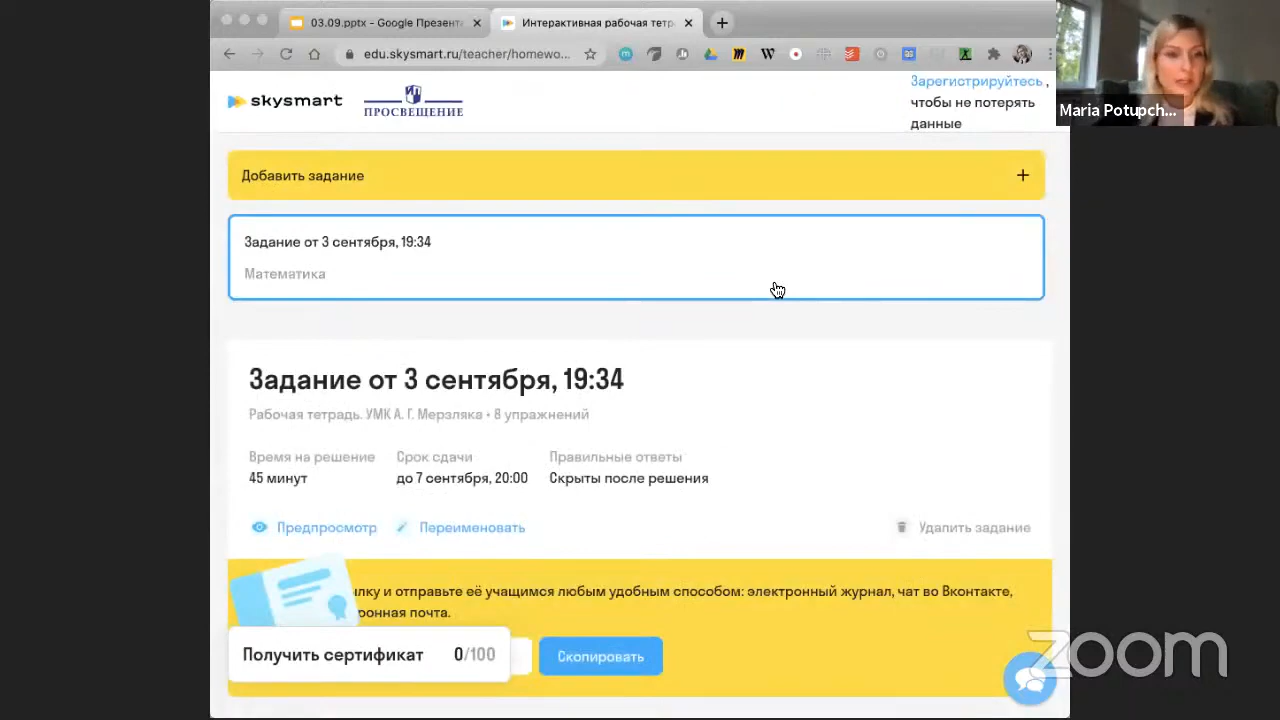 03.09.pptx - Google Презента
Интерактивная рабочая тетр
edu.skysmart.ru/teacher/homewo...
skysmart
ПРОСВЕЩЕНИЕ
Зарегистрируйтесь ,
чтобы не потерять
данные
Maria Potupch...
Добавить задание
Задание от 3 сентября, 19:34
Математика
Задание от 3 сентября, 19:34
Рабочая тетрадь. УМК А. Г. Мерзляка • 8 упражнений
Время на решение
Срок сдачи
Правильные ответы
45 минут
до 7 сентября, 20:00
Скрыты после решения
Предпросмотр
Переименовать
Удалить задание
и отправьте её учащимся любым удобным способом: электронный журнал, чат во Вконтакте,
почта.
Получить сертификат 0/100
Скопировать
zoom